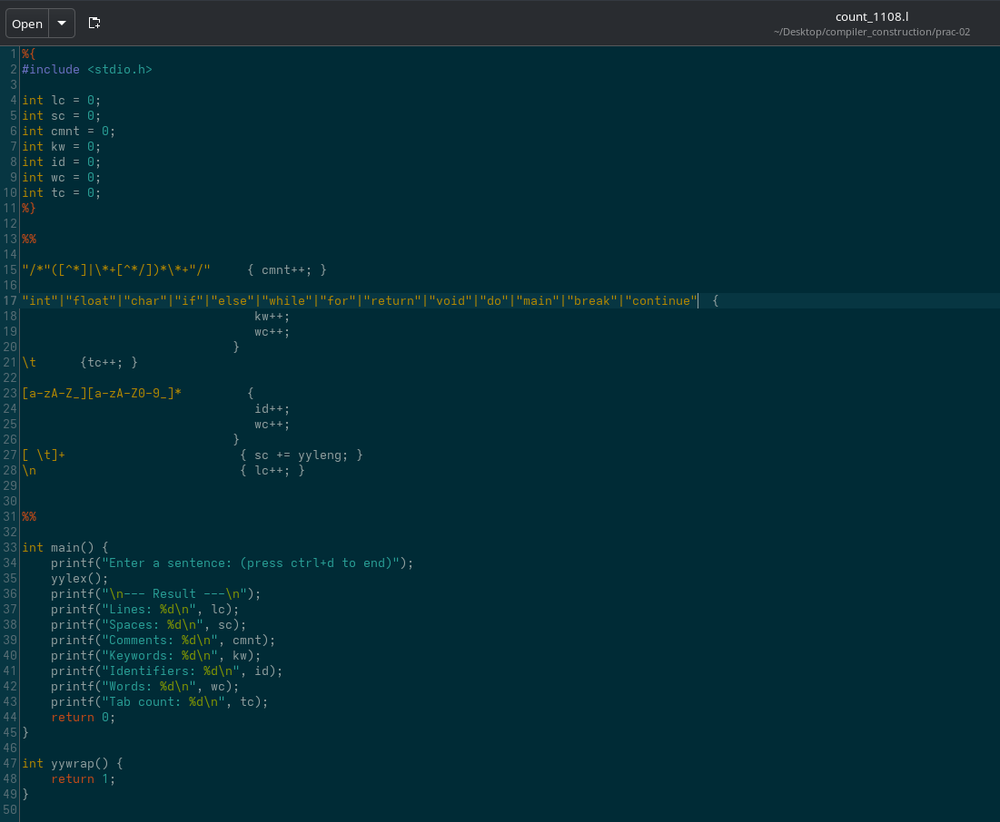 Open
count_1108.l
~/Desktop/compiler_construction/prac-02
1 %{
2 #include <stdio.h>
3
4 int lc = 0;
5 int sc = 0;
6 int cmnt = 0;
7 int kw = 0;
8 int id = 0;
9 int wc = 0;
10 int tc = 0;
11 %}
12
13 %%
14
15 "/*"([^*]|\*+[^*/])*\*+"/"     { cmnt++; }
16
17 "int"|"float"|"char"|"if"|"else"|"while"|"for"|"return"|"void"|"do"|"main"|"break"|"continue"  {
18                                 kw++;
19                                 wc++;
20                              }
21 \t      {tc++; }
22
23 [a-zA-Z_][a-zA-Z0-9_]*         {
24                                 id++;
25                                 wc++;
26                              }
27 [ \t]+                        { sc += yyleng; }
28 \n                            { lc++; }
29
30
31 %%
32
33 int main() {
34     printf("Enter a sentence: (press ctrl+d to end)");
35     yylex();
36     printf("\n--- Result ---\n");
37     printf("Lines: %d\n", lc);
38     printf("Spaces: %d\n", sc);
39     printf("Comments: %d\n", cmnt);
40     printf("Keywords: %d\n", kw);
41     printf("Identifiers: %d\n", id);
42     printf("Words: %d\n", wc);
43     printf("Tab count: %d\n", tc);
44     return 0;
45 }
46
47 int yywrap() {
48     return 1;
49 }
50